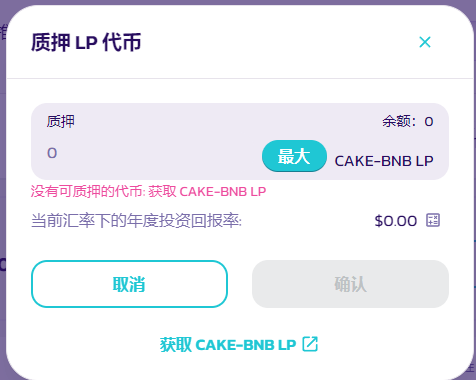 质押 LP 代币
质押
余额：0
0
最大
CAKE-BNB LP
没有可质押的代币: 获取 CAKE-BNB LP
当前汇率下的年度投资回报率:
$0.00
取消
确认
获取 CAKE-BNB LP